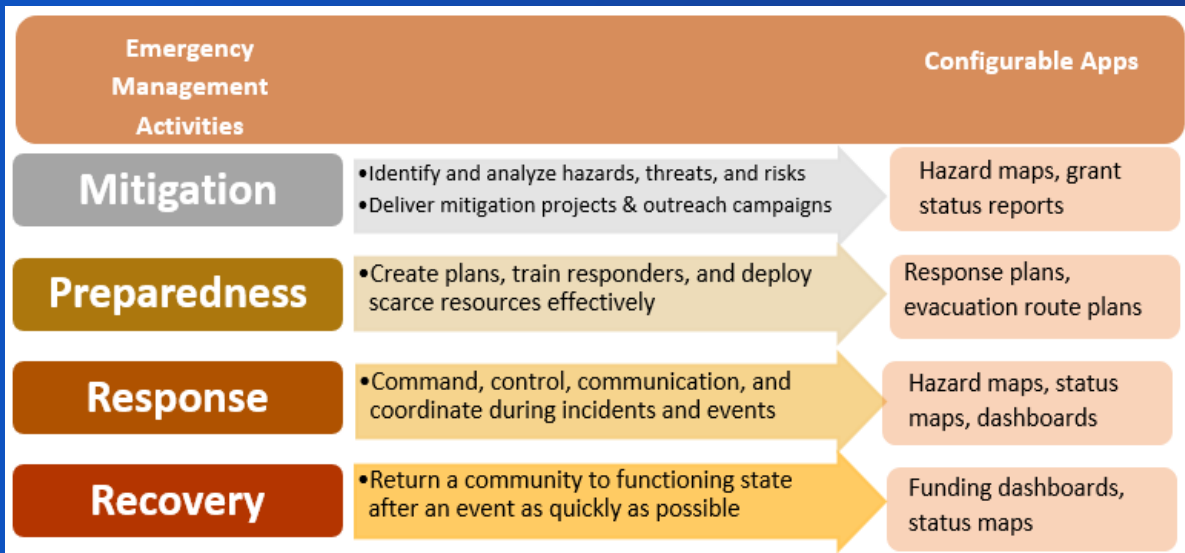 Emergency
Management
Activities
Configurable Apps
Mitigation
•Identify and analyze hazards, threats, and risks
•Deliver mitigation projects & outreach campaigns
Hazard maps, grant
status reports
Preparedness
•Create plans, train responders, and deploy
scarce resources effectively
Response plans,
evacuation route plans
Response
•Command, control, communication, and
coordinate during incidents and events
Hazard maps, status
maps, dashboards
Recovery
•Return a community to functioning state
after an event as quickly as possible
Funding dashboards,
status maps